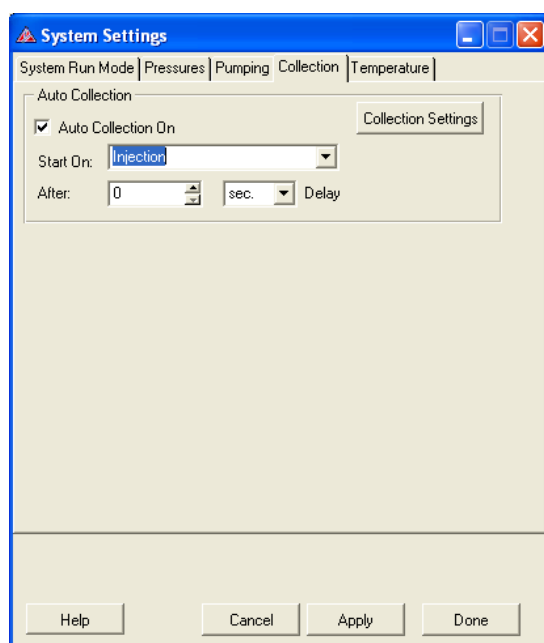 System Settings
System Run Mode Pressures Pumping Collection Temperature
Auto Collection
Auto Collection On
Collection Settings
Start On: Injection
After: 0 sec. Delay
Help Cancel Apply Done